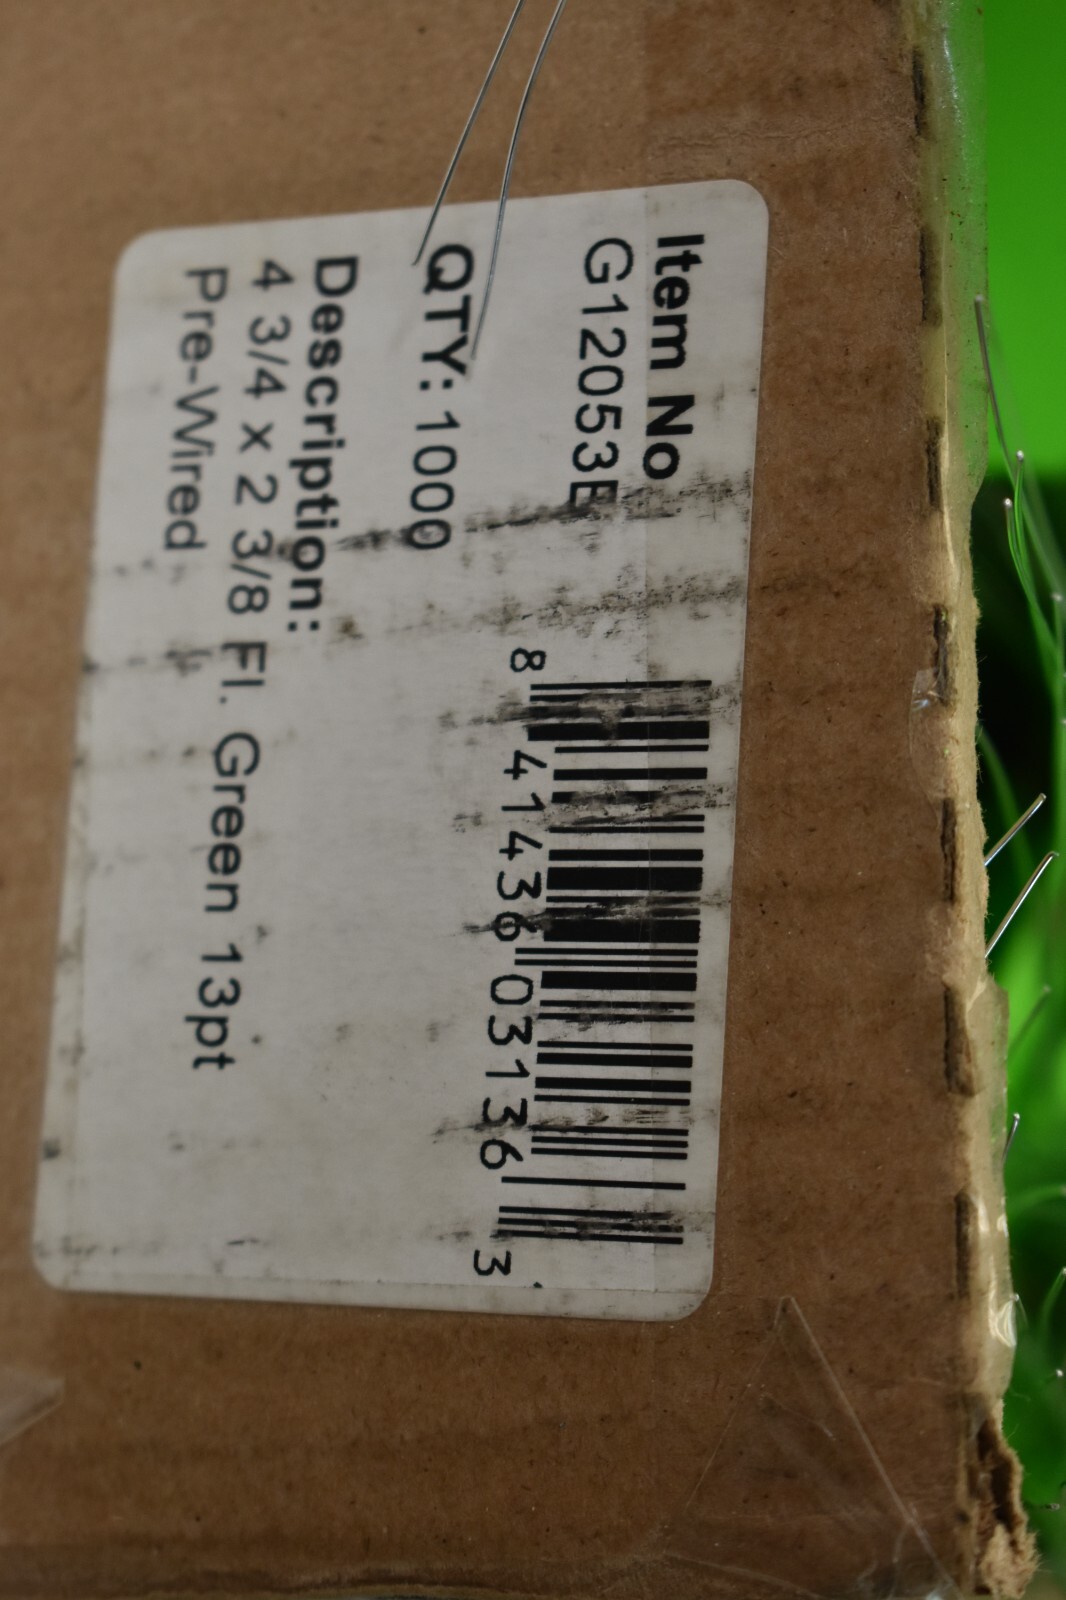 Item No
G12053E
8 41436 03136 3
QTY: 1000
Description:
4 3/4 x 2 3/8 Fl. Green 13pt
Pre-Wired